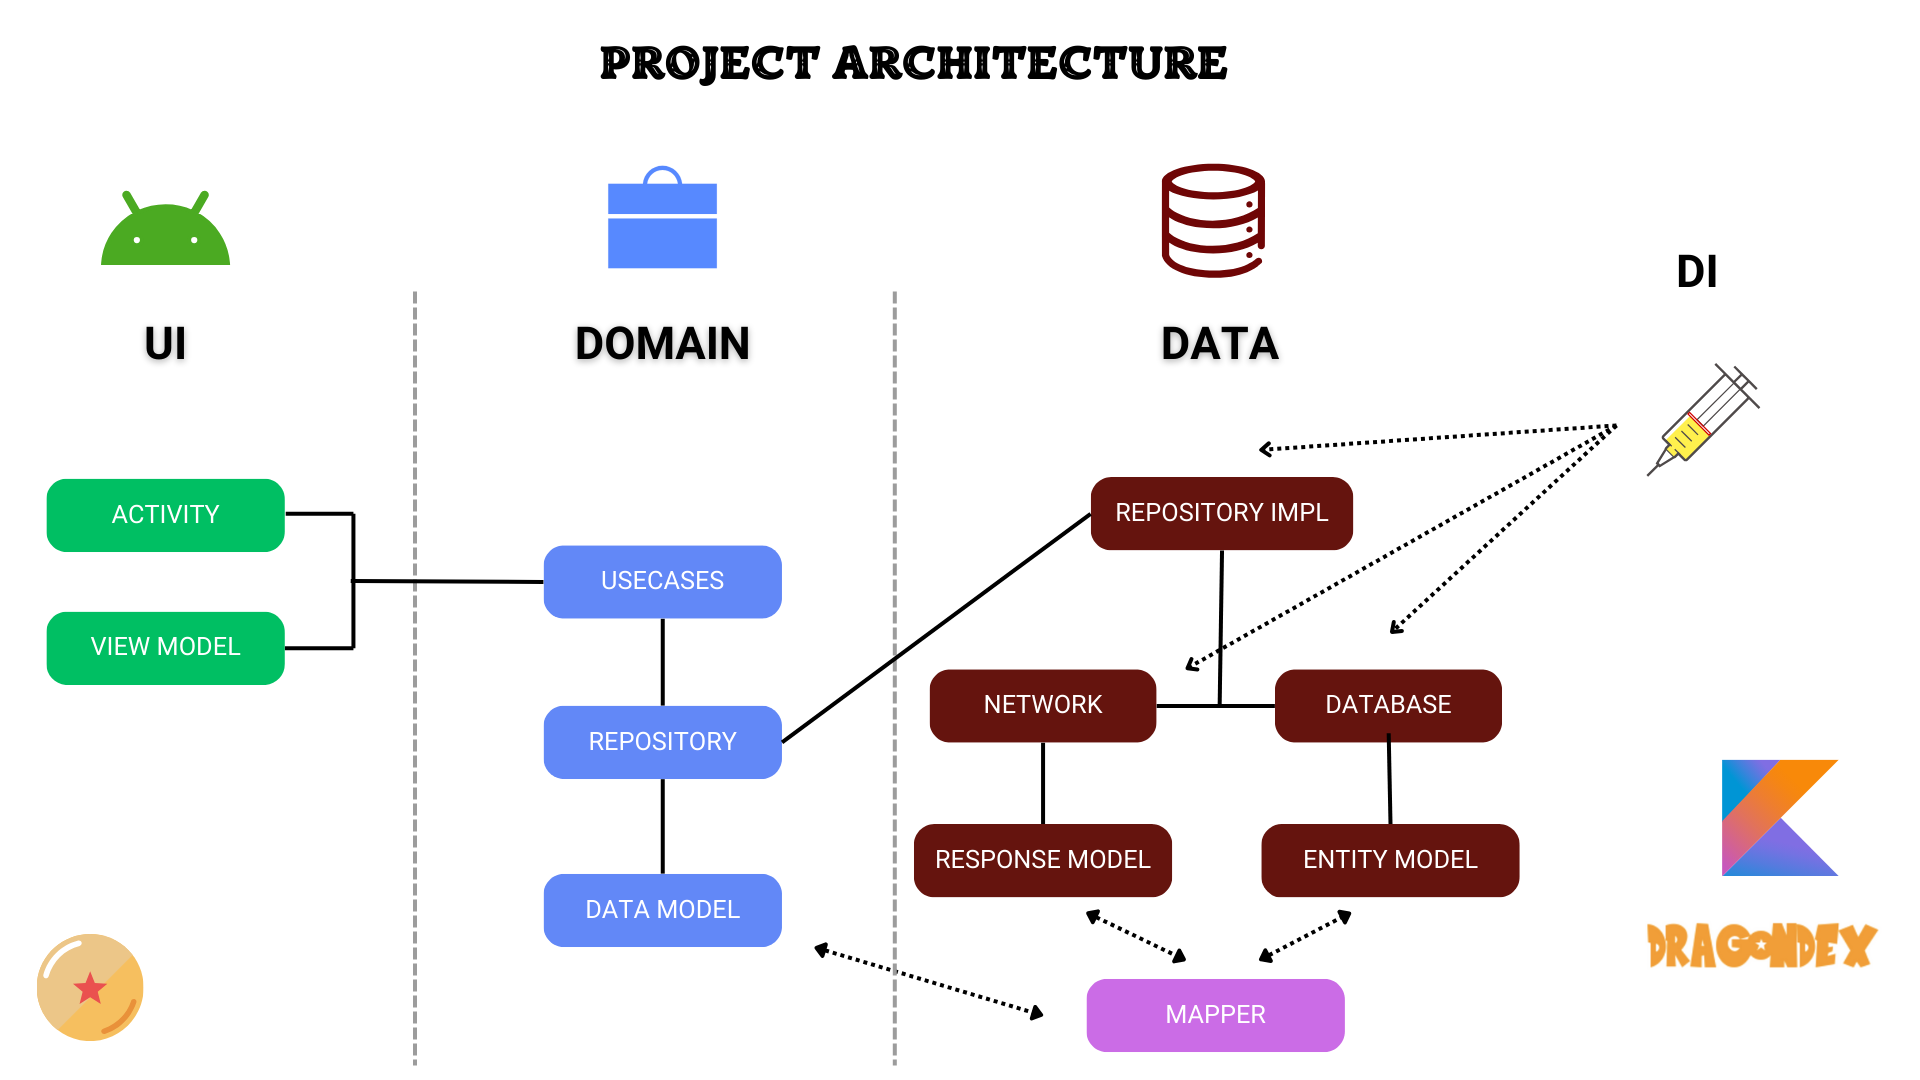 PROJECT ARCHITECTURE
UI
DOMAIN
DATA
DI
ACTIVITY
VIEW MODEL
USECASES
REPOSITORY
DATA MODEL
REPOSITORY IMPL
NETWORK
DATABASE
RESPONSE MODEL
ENTITY MODEL
MAPPER
DRAGONDEX